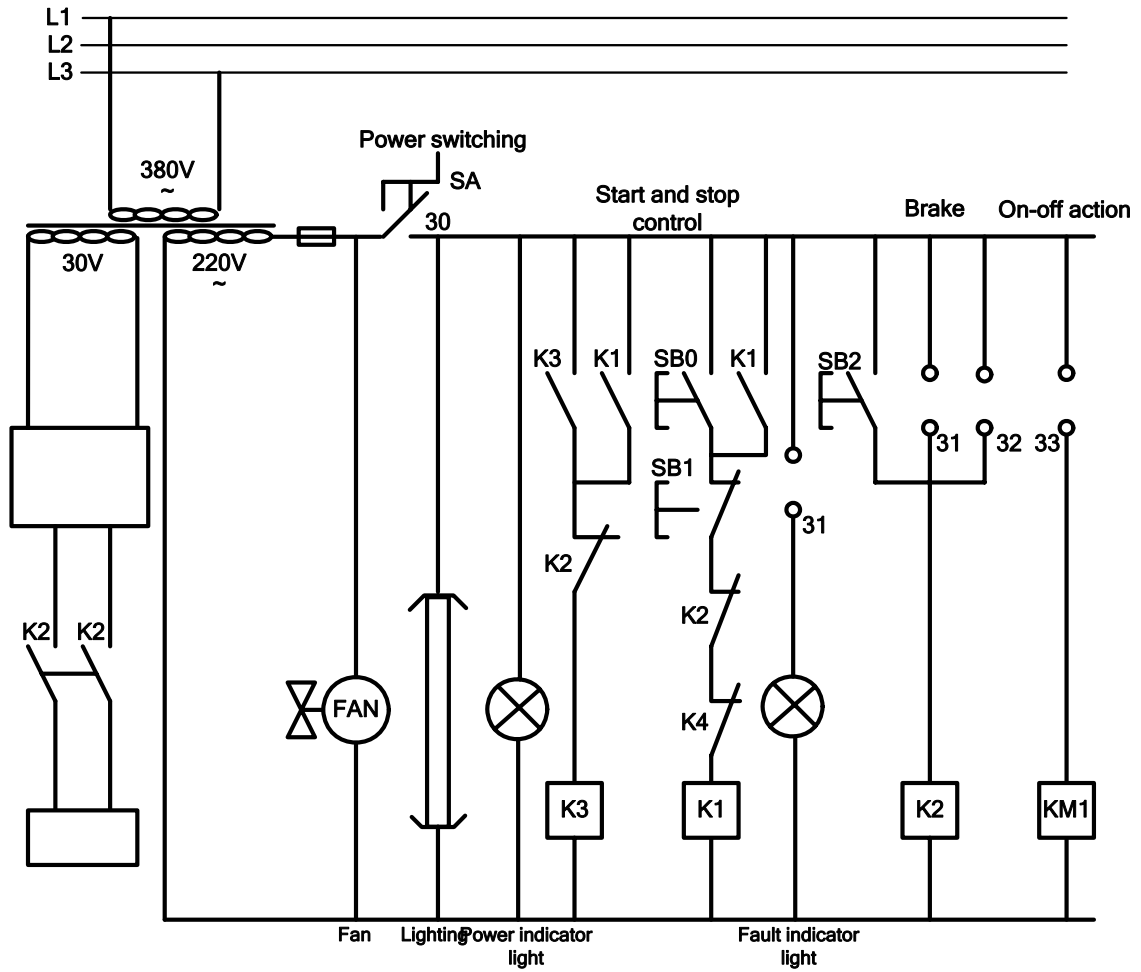 L1
L2
L3
Power switching
380V
~
SA
30
Start and stop
control
Brake
On-off action
30V
220V
~
K3
K1
SB0
K1
SB2
31
32
33
SB1
31
K2
K2
K2
K2
FAN
K4
K3
K1
K2
KM1
Fan
Lighting
Power indicator
light
Fault indicator
light